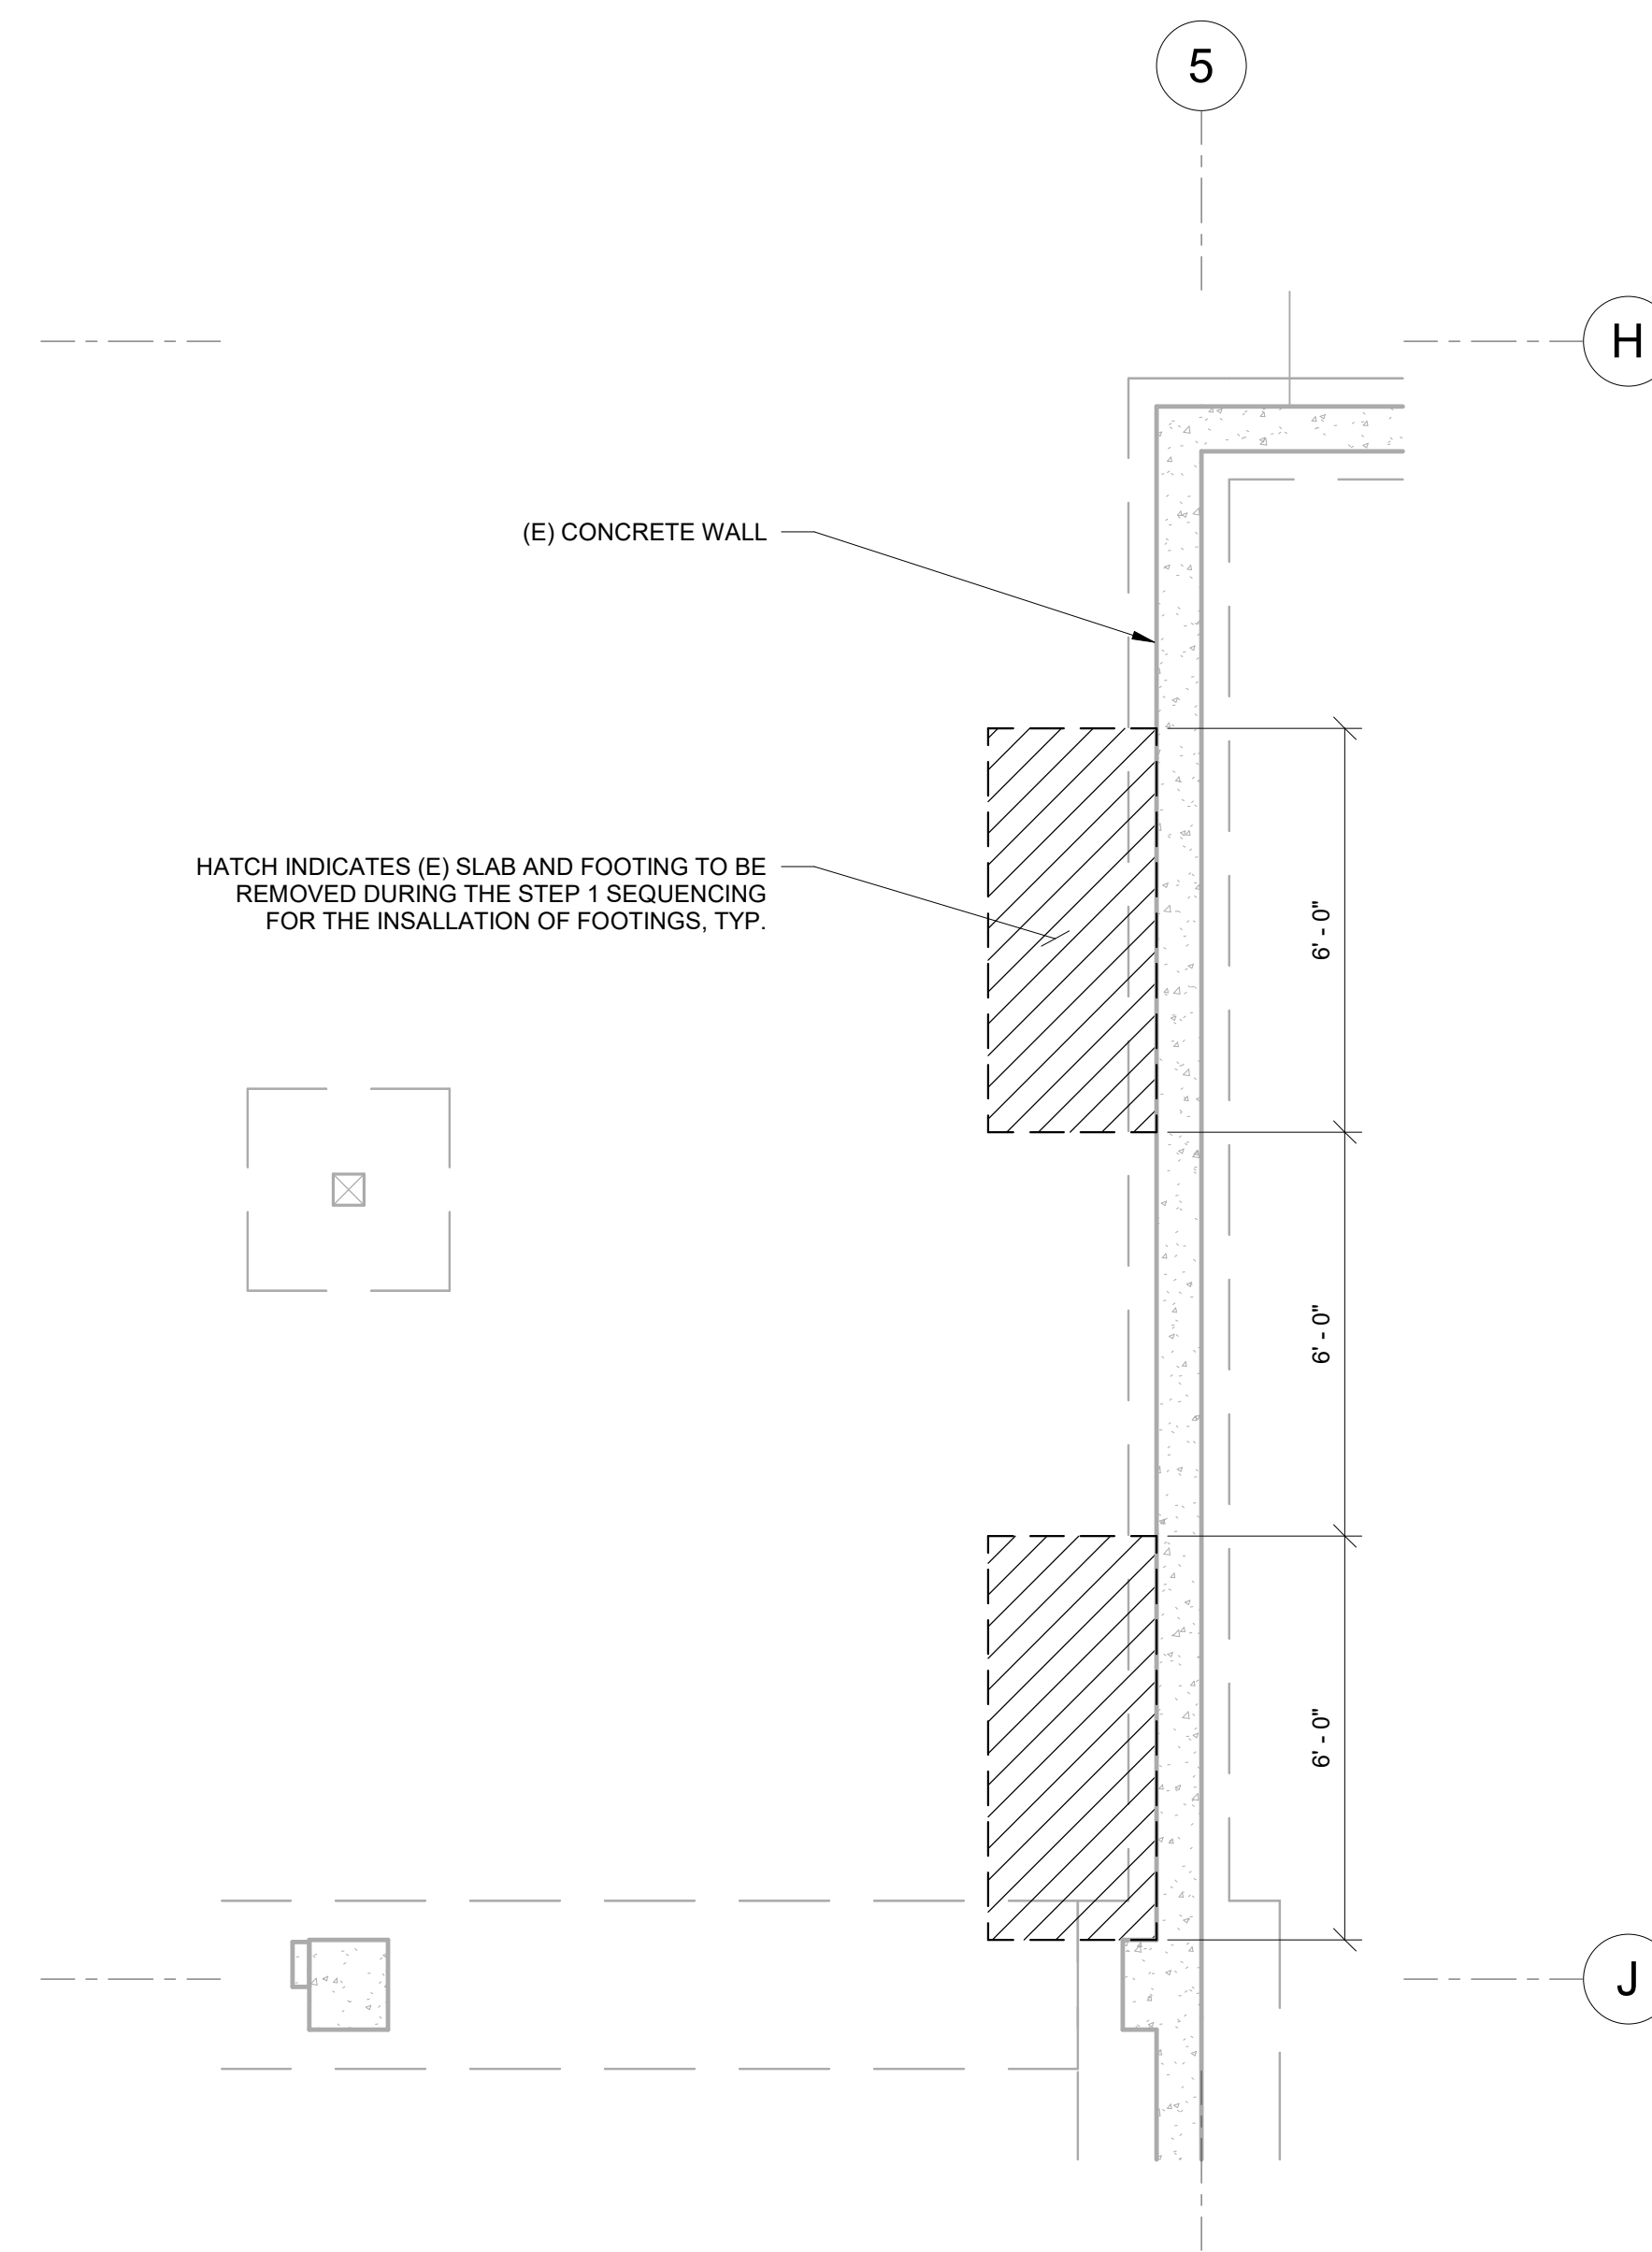 5
H
(E) CONCRETE WALL
HATCH INDICATES (E) SLAB AND FOOTING TO BE
REMOVED DURING THE STEP 1 SEQUENCING
FOR THE INSALLATION OF FOOTINGS, TYP.
6' - 0"
6' - 0"
6' - 0"
J